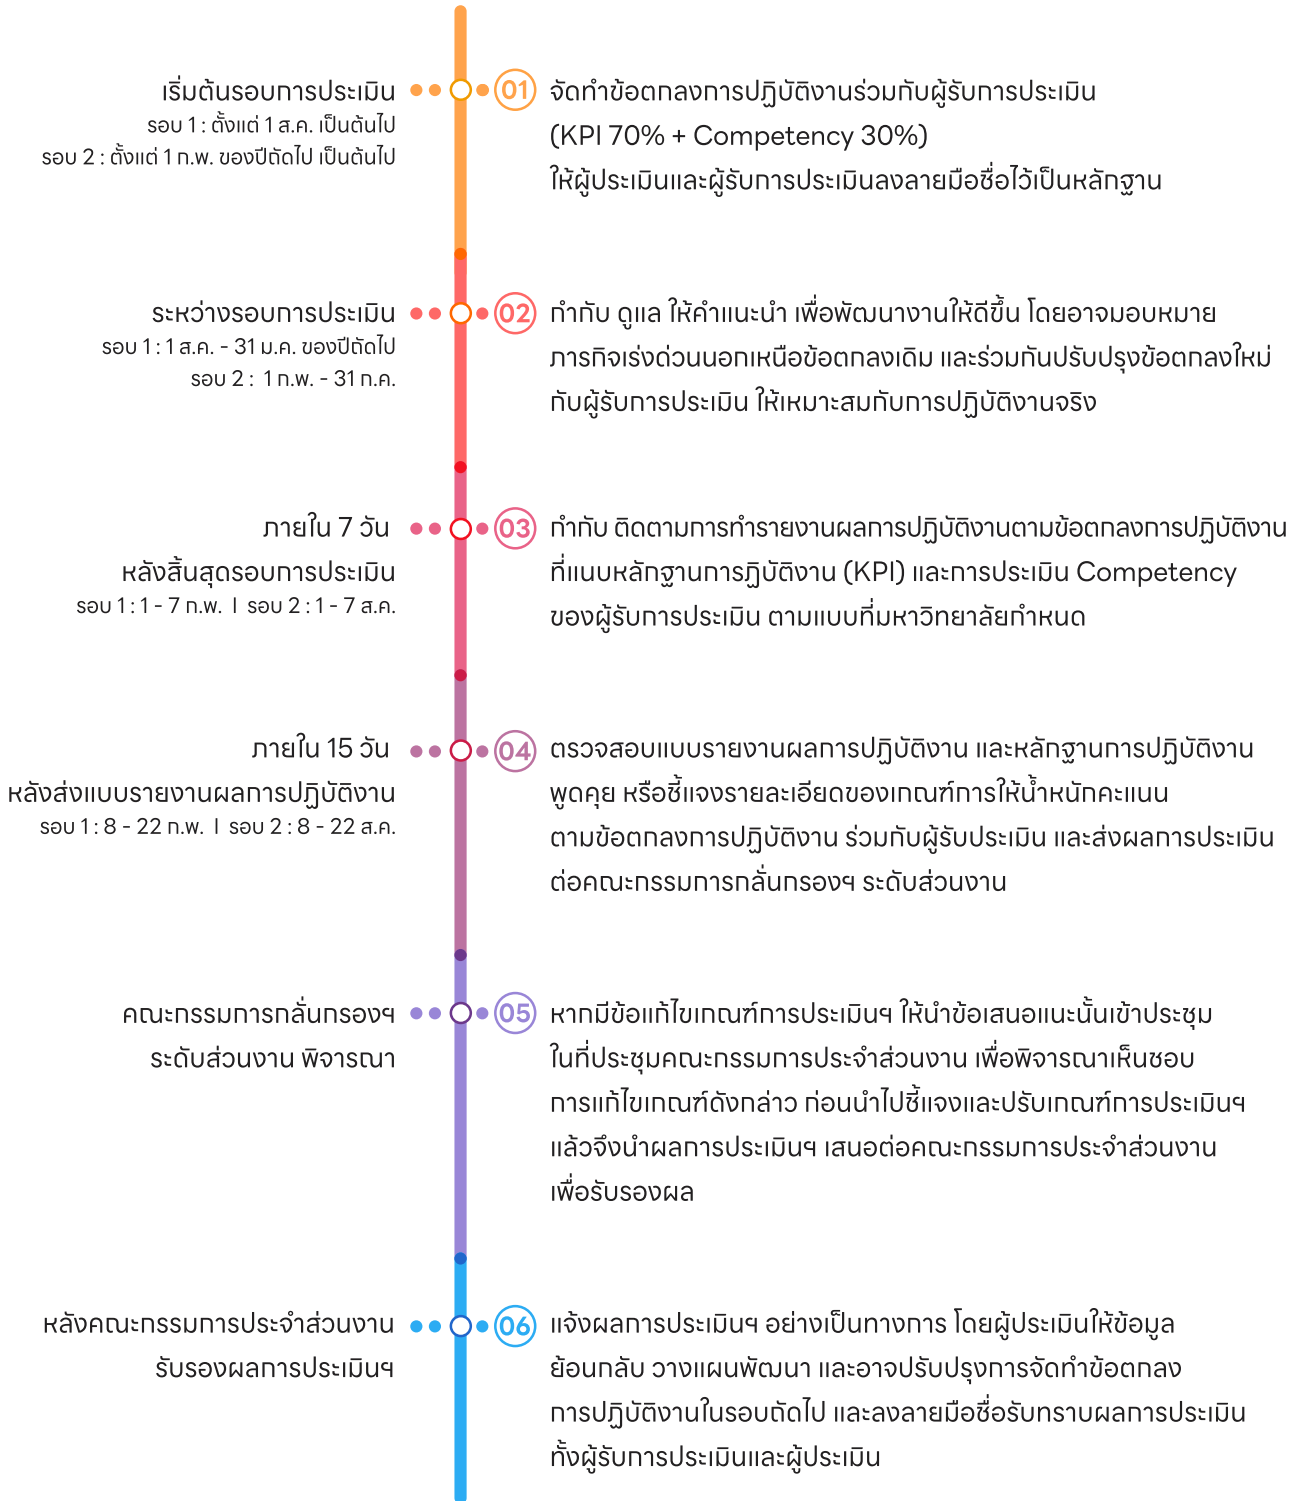 เริ่มต้นรอบการประเมิน
รอบ 1 : ตั้งแต่ 1 ส.ค. เป็นต้นไป
รอบ 2 : ตั้งแต่ 1 ก.พ. ของปีถัดไป เป็นต้นไป
01
จัดทำข้อตกลงการปฏิบัติงานร่วมกับผู้รับการประเมิน
(KPI 70% + Competency 30%)
ให้ผู้ประเมินและผู้รับการประเมินลงลายมือชื่อไว้เป็นหลักฐาน
ระหว่างรอบการประเมิน
รอบ 1 : 1 ส.ค. - 31 ม.ค. ของปีถัดไป
รอบ 2 : 1 ก.พ. - 31 ก.ค.
02
กำกับ ดูแล ให้คำแนะนำ เพื่อพัฒนางานให้ดีขึ้น โดยอาจมอบหมาย
ภารกิจเร่งด่วนนอกเหนือข้อตกลงเดิม และร่วมกันปรับปรุงข้อตกลงใหม่
กับผู้รับการประเมิน ให้เหมาะสมกับการปฏิบัติงานจริง
ภายใน 7 วัน
หลังสิ้นสุดรอบการประเมิน
รอบ 1 : 1 - 7 ก.พ. | รอบ 2 : 1 - 7 ส.ค.
03
กำกับ ติดตามการทำรายงานผลการปฏิบัติงานตามข้อตกลงการปฏิบัติงาน
ที่แนบหลักฐานการฏิบัติงาน (KPI) และการประเมิน Competency
ของผู้รับการประเมิน ตามแบบที่มหาวิทยาลัยกำหนด
ภายใน 15 วัน
หลังส่งแบบรายงานผลการปฏิบัติงาน
รอบ 1 : 8 - 22 ก.พ. | รอบ 2 : 8 - 22 ส.ค.
04
ตรวจสอบแบบรายงานผลการปฏิบัติงาน และหลักฐานการปฏิบัติงาน
พูดคุย หรือชี้แจงรายละเอียดของเกณฑ์การให้น้ำหนักคะแนน
ตามข้อตกลงการปฏิบัติงาน ร่วมกับผู้รับประเมิน และส่งผลการประเมิน
ต่อคณะกรรมการกลั่นกรองฯ ระดับส่วนงาน
คณะกรรมการกลั่นกรองฯ
ระดับส่วนงาน พิจารณา
05
หากมีข้อแก้ไขเกณฑ์การประเมินฯ ให้นำข้อเสนอแนะนั้นเข้าประชุม
ในที่ประชุมคณะกรรมการประจำส่วนงาน เพื่อพิจารณาเห็นชอบ
การแก้ไขเกณฑ์ดังกล่าว ก่อนนำไปชี้แจงและปรับเกณฑ์การประเมินฯ
แล้วจึงนำผลการประเมินฯ เสนอต่อคณะกรรมการประจำส่วนงาน
เพื่อรับรองผล
หลังคณะกรรมการประจำส่วนงาน
รับรองผลการประเมินฯ
06
แจ้งผลการประเมินฯ อย่างเป็นทางการ โดยผู้ประเมินให้ข้อมูล
ย้อนกลับ วางแผนพัฒนา และอาจปรับปรุงการจัดทำข้อตกลง
การปฏิบัติงานในรอบถัดไป และลงลายมือชื่อรับทราบผลการประเมิน
ทั้งผู้รับการประเมินและผู้ประเมิน